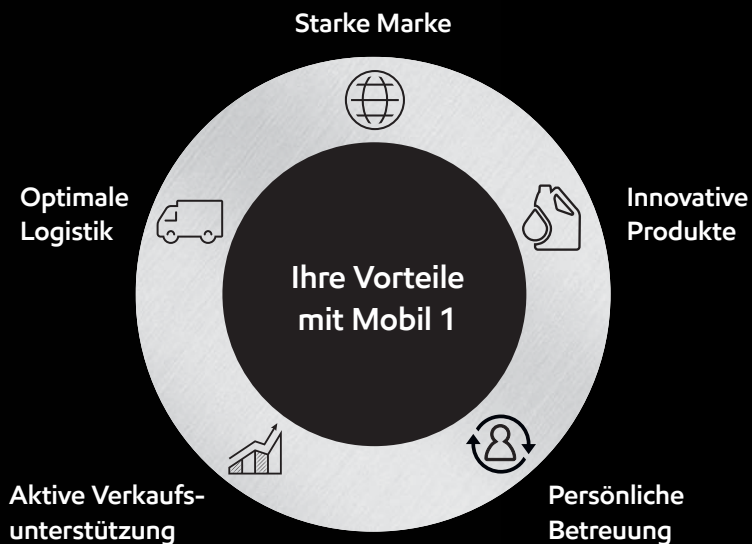 Starke Marke
Optimale
Logistik
Innovative
Produkte
Ihre Vorteile
mit Mobil 1
Aktive Verkaufs-
unterstützung
Persönliche
Betreuung